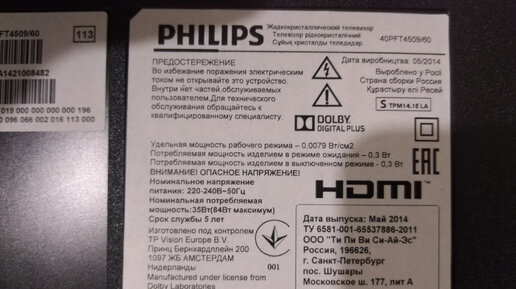 PFT4509/60
113
A1421008482
019 000 000 000 000 196
096 066 002 016 113 000
PHILIPS
Жидкокристаллический телевизор
Телевізор рідкокристалічний
Сұйық кристалды теледидар
40PFT4509/60
ПРЕДОСТЕРЕЖЕНИЕ
Во избежание поражения электрическим
током не открывайте это устройство.
Внутри нет частей,обслуживаемых
пользователем.Для технического
обслуживания обращайтесь к
квалифицированному специалисту.
Дата виробництва: 05/2014
Вироблено у Росії
Страна производства: Россия
Құрастыру елі Ресей
S TPM14.1E LA
DOLBY
DIGITAL PLUS
Удельная мощность рабочего режима – 0,0079 Вт/см2
Потребляемая мощность в режиме ожидания – 0,3 Вт
Потребляемая мощность в выключенном режиме – 0,3 Вт
ВНИМАНИЕ! ОПАСНОЕ НАПРЯЖЕНИЕ!
Номинальное напряжение
питания: 220-240В~50Гц
Номинальная потребляемая
мощность:35Вт(84Вт максимум)
Срок службы 5 лет
EAC
HDMI
Изготовлено под контролем
TP Vision Europe B.V.
Принц Бернхардплейн 200
1097 ЖБ АМСТЕРДАМ
Нидерланды
001
Manufactured under license from
Dolby Laboratories
Дата выпуска: Май 2014
ТУ 6581-001-65537886-2011
ООО "Ти Пи Ви Си-Ай-Эс"
Россия, 196626,
г. Санкт-Петербург
пос. Шушары
Московское ш. 177, лит А